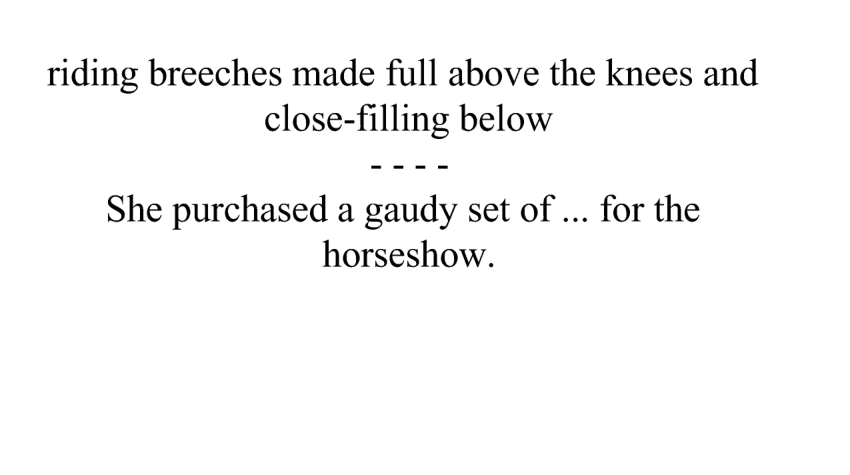 riding breeches made full above the knees and
close-filling below
- - - -
She purchased a gaudy set of ... for the
horseshow.